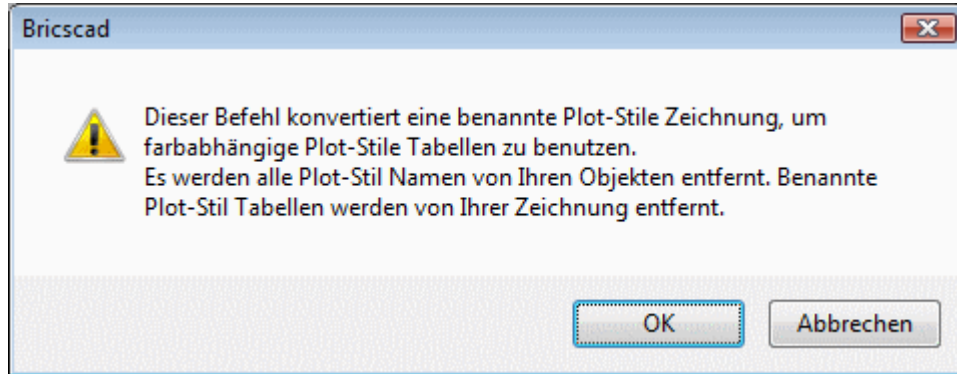 Bricscad
Dieser Befehl konvertiert eine benannte Plot-Stile Zeichnung, um
farbabhängige Plot-Stile Tabellen zu benutzen.
Es werden alle Plot-Stil Namen von Ihren Objekten entfernt. Benannte
Plot-Stil Tabellen werden von Ihrer Zeichnung entfernt.
OK
Abbrechen